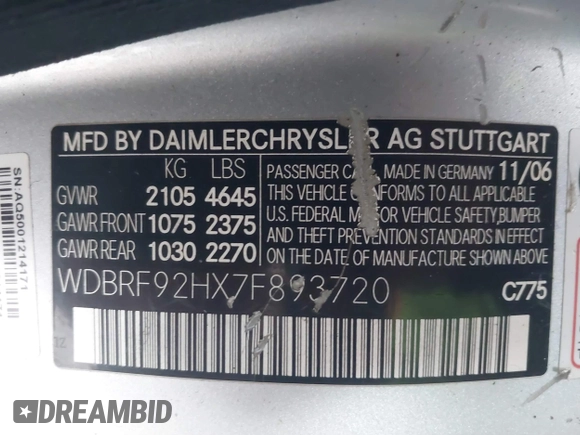 MFD BY DAIMLERCHRYSLER AG STUTTGART
KG LBS
GVWR 2105 4645
GAWR FRONT 1075 2375
GAWR REAR 1030 2270
PASSENGER CAR, MADE IN GERMANY 11/06
THIS VEHICLE CONFORMS TO ALL APPLICABLE
U.S. FEDERAL MOTOR VEHICLE SAFETY, BUMPER
AND THEFT PREVENTION STANDARDS IN EFFECT
ON THE DATE OF MANUFACTURE SHOWN ABOVE.
WDBRF92HX7F893720 C775
SN: AQ5001214171
DREAMBID